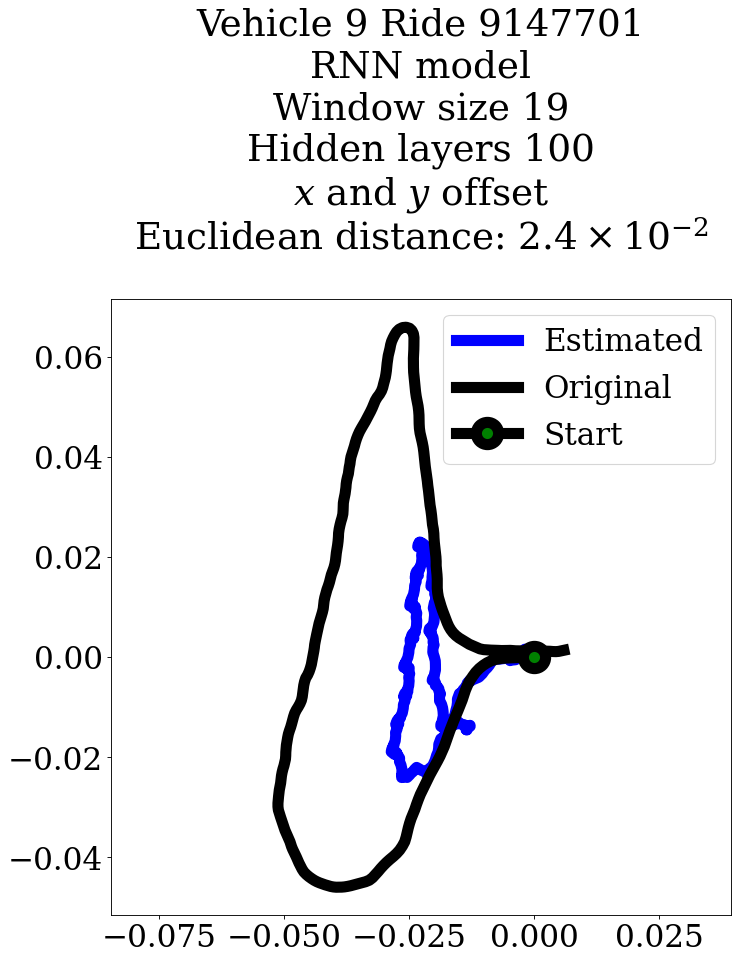 Vehicle 9 Ride 9147701
RNN model
Window size 19
Hidden layers 100
x and y offset
Euclidean distance: 2.4 × 10⁻²
Estimated
Original
Start
0.06
0.04
0.02
0.00
−0.02
−0.04
−0.075 −0.050 −0.025 0.000 0.025